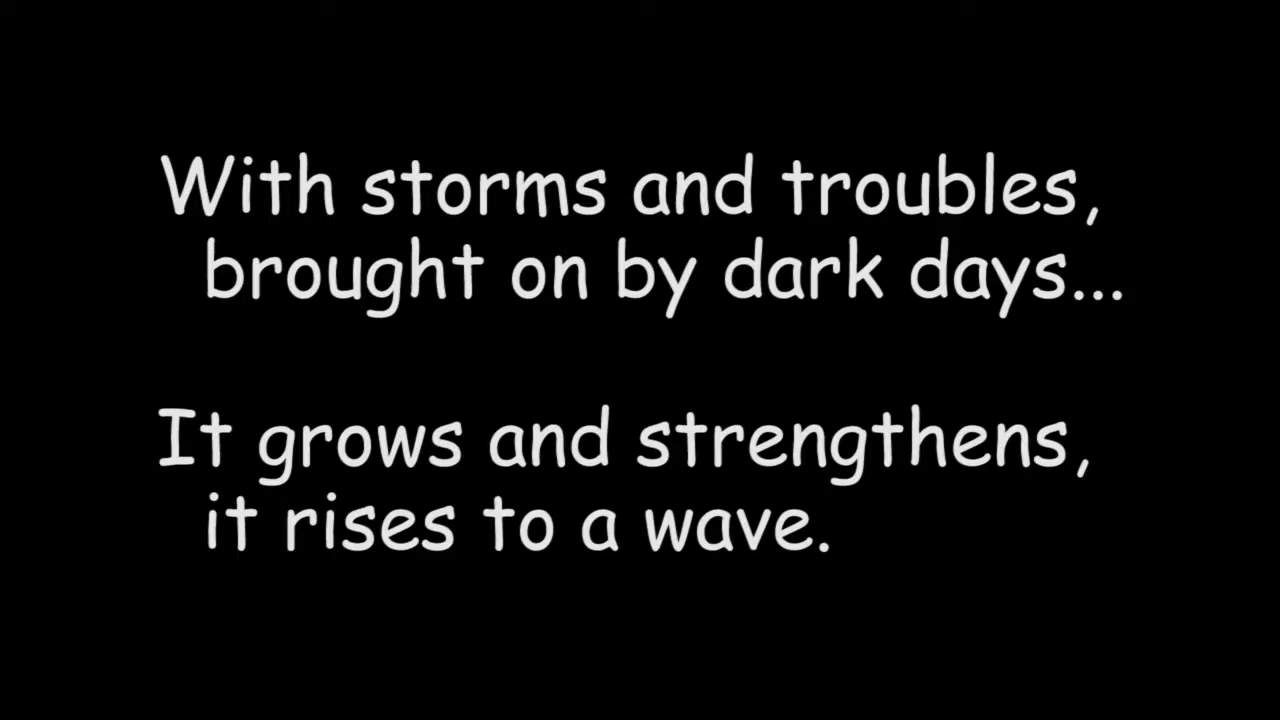 With storms and troubles,
brought on by dark days...
It grows and strengthens,
it rises to a wave.